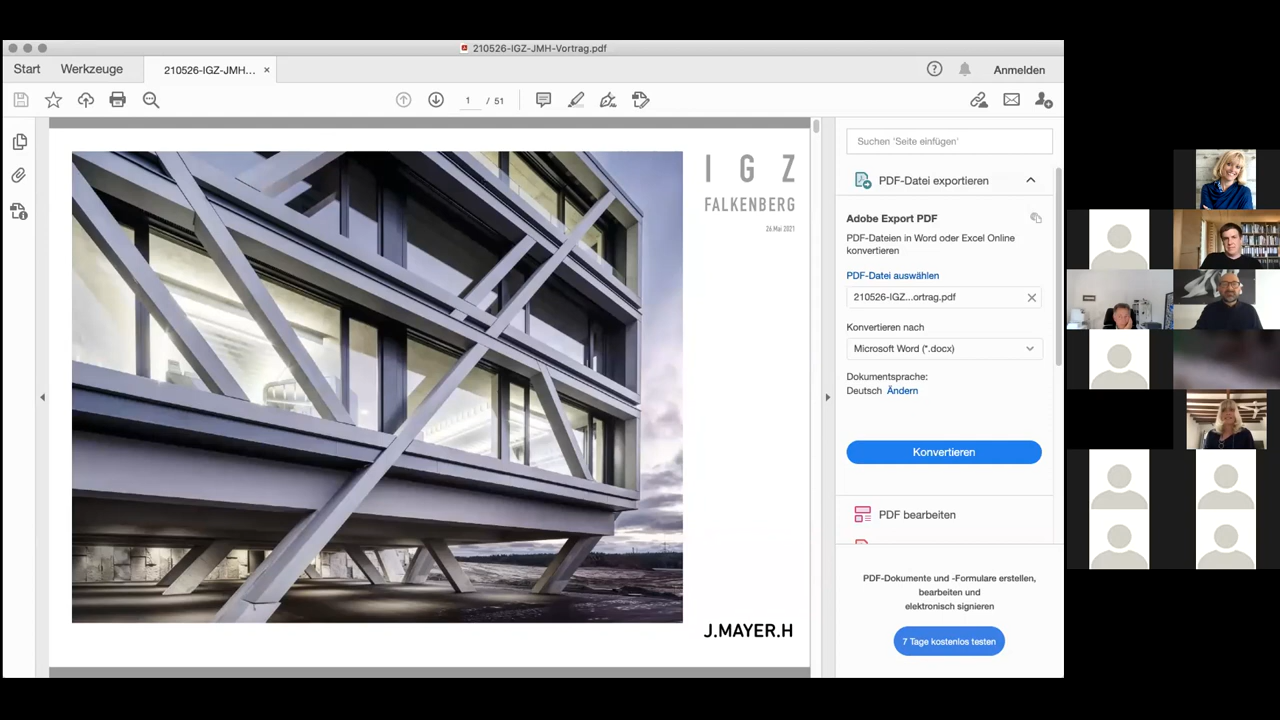 210526-IGZ-JMH-Vortrag.pdf
Start
Werkzeuge
210526-IGZ-JMH...
×
Anmelden
1 / 51
Suchen 'Seite einfügen'
I G Z
FALKENBERG
26.Mai 2021
J.MAYER.H
PDF-Datei exportieren
Adobe Export PDF
PDF-Dateien in Word oder Excel Online
konvertieren
PDF-Datei auswählen
210526-IGZ...ortrag.pdf
Konvertieren nach
Microsoft Word (*.docx)
Dokumentsprache:
Deutsch Ändern
Konvertieren
PDF bearbeiten
PDF-Dokumente und -Formulare erstellen,
bearbeiten und
elektronisch signieren
7 Tage kostenlos testen